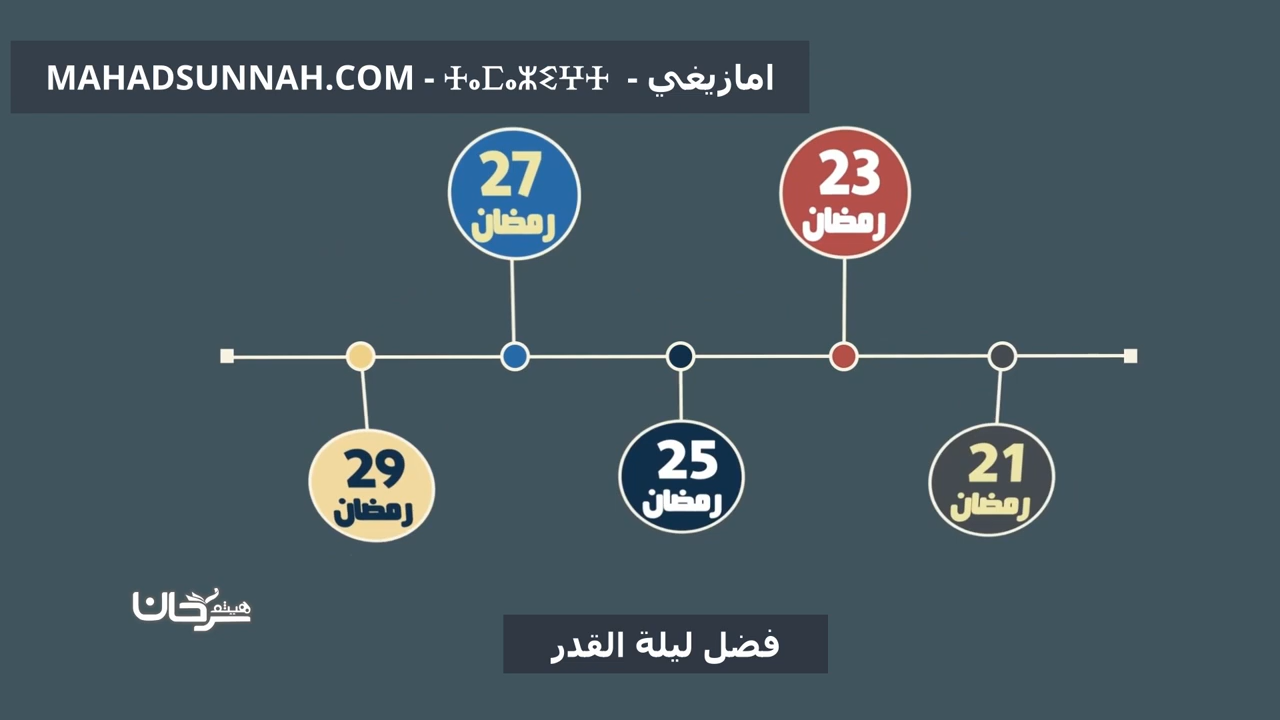 MAHADSUNNAH.COM - ⵜⴰⵎⴰⵣⵉⵖⵜ - امازيغي
27
رمضان
23
رمضان
29
رمضان
25
رمضان
21
رمضان
هيثم
سرحان
فضل ليلة القدر